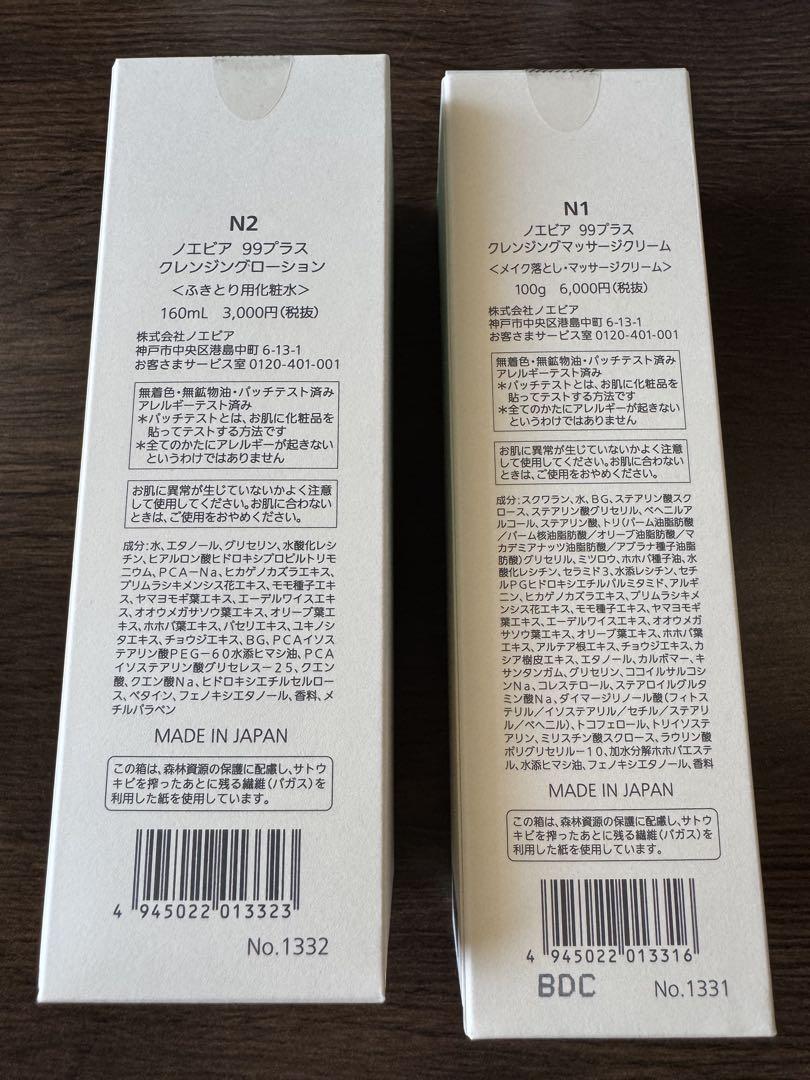 N2
ノエビア 99プラス
クレンジングローション
＜ふきとり用化粧水＞
160mL 3,000円(税抜)
株式会社ノエビア
神戸市中央区港島中町 6-13-1
お客さまサービス室 0120-401-001
無着色・無鉱物油・パッチテスト済み
アレルギーテスト済み
＊パッチテストとは、お肌に化粧品を
貼ってテストする方法です
＊全てのかたにアレルギーが起きない
というわけではありません
お肌に異常が生じていないかよく注意
して使用してください。お肌に合わない
ときは、ご使用をおやめください。
成分：水、エタノール、グリセリン、水酸化レシ
チン、ヒアルロン酸ヒドロキシプロピルトリモ
ニウム、PCA-Na、ヒカゲノカズラエキス、
プリムラシキメンシス花エキス、モモ種子エキ
ス、ヤマヨモギ葉エキス、エーデルワイスエキ
ス、オオウメガサソウ葉エキス、オリーブ葉エ
キス、ホホバ葉エキス、パセリエキス、ユキノシ
タエキス、チョウジエキス、BG、PCAイソス
テアリン酸PEG-60水添ヒマシ油、PCA
イソステアリン酸グリセレス-25、クエン
酸、クエン酸Na、ヒドロキシエチルセルロー
ス、ベタイン、フェノキシエタノール、香料、メ
チルパラベン
MADE IN JAPAN
この箱は、森林資源の保護に配慮し、サトウ
キビを搾ったあとに残る繊維(バガス)を
利用した紙を使用しています。
4 945022 013323
No.1332
N1
ノエビア 99プラス
クレンジングマッサージクリーム
＜メイク落とし・マッサージクリーム＞
100g 6,000円(税抜)
株式会社ノエビア
神戸市中央区港島中町 6-13-1
お客さまサービス室 0120-401-001
無着色・無鉱物油・パッチテスト済み
アレルギーテスト済み
＊パッチテストとは、お肌に化粧品を
貼ってテストする方法です
＊全てのかたにアレルギーが起きない
というわけではありません
お肌に異常が生じていないかよく注意
して使用してください。お肌に合わない
ときは、ご使用をおやめください。
成分：スクワラン、水、BG、ステアリン酸スク
ロース、ステアリン酸グリセリル、ベヘニルア
ルコール、ステアリン酸、トリ(パーム油脂肪酸
／パーム核油脂肪酸／オリーブ油脂肪酸／マ
カデミアナッツ油脂肪酸／アブラナ種子油脂
肪酸)グリセリル、ミツロウ、ホホバ種子油、水
酸化レシチン、セラミド3、水添レシチン、セチ
ルPGヒドロキシエチルパルミタミド、アルギ
ニン、ヒカゲノカズラエキス、プリムラシキメ
ンシス花エキス、モモ種子エキス、ヤマヨモギ
葉エキス、エーデルワイスエキス、オオウメガ
サソウ葉エキス、オリーブ葉エキス、ホホバ葉
エキス、アルテア根エキス、チョウジエキス、カ
シア樹皮エキス、エタノール、カルボマー、キ
サンタンガム、グリセリン、ココイルサルコシ
ンNa、コレステロール、ステアロイルグルタ
ミン酸Na、ダイマージリノール酸(フィトス
テリル／イソステアリル／セチル／ステアリ
ル／ベヘニル)、トコフェロール、トリイソステ
アリン、ミリスチン酸スクロース、ラウリン酸
ポリグリセリル-10、加水分解ホホバエステ
ル、水添ヒマシ油、フェノキシエタノール、香料
MADE IN JAPAN
この箱は、森林資源の保護に配慮し、サトウ
キビを搾ったあとに残る繊維(バガス)を
利用した紙を使用しています。
4 945022 013316
BDC No.1331